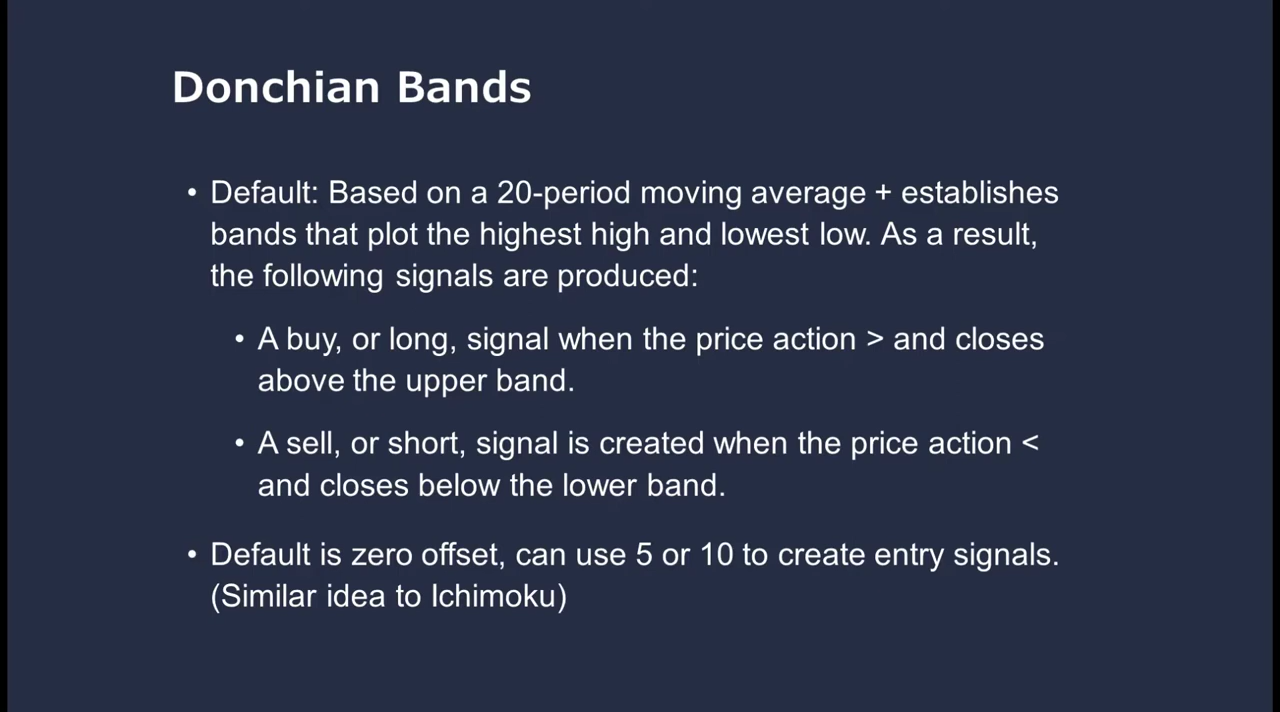 Donchian Bands
• Default: Based on a 20-period moving average + establishes
bands that plot the highest high and lowest low. As a result,
the following signals are produced:
• A buy, or long, signal when the price action > and closes
above the upper band.
• A sell, or short, signal is created when the price action <
and closes below the lower band.
• Default is zero offset, can use 5 or 10 to create entry signals.
(Similar idea to Ichimoku)